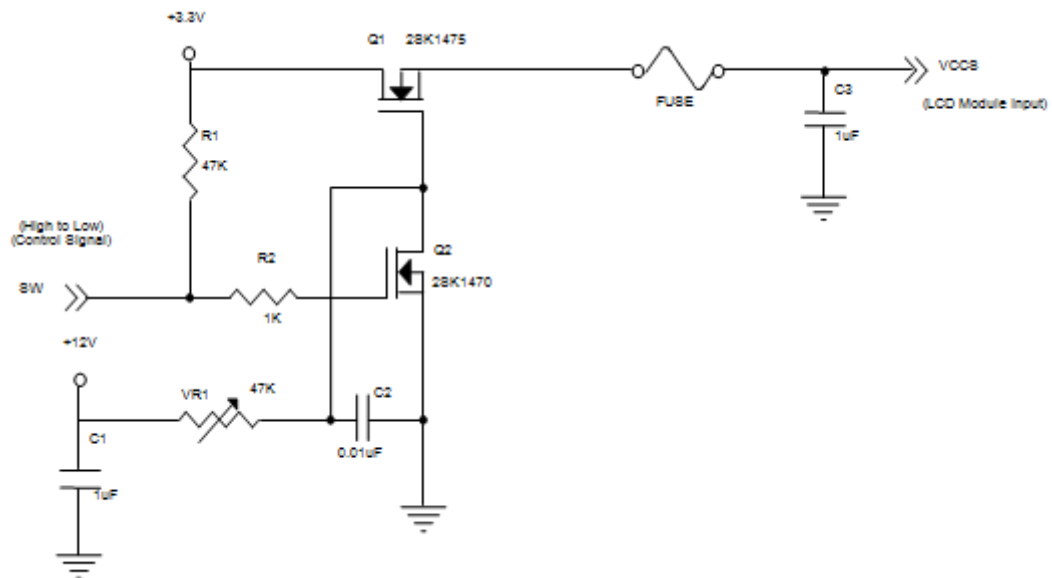 +3.3V
Q1 2SK1475
FUSE
VCCS
(LCD Module Input)
C3
1uF
R1
47K
(High to Low)
(Control Signal)
SW
R2
1K
Q2
2SK1470
+12V
VR1
47K
C2
0.01uF
C1
1uF